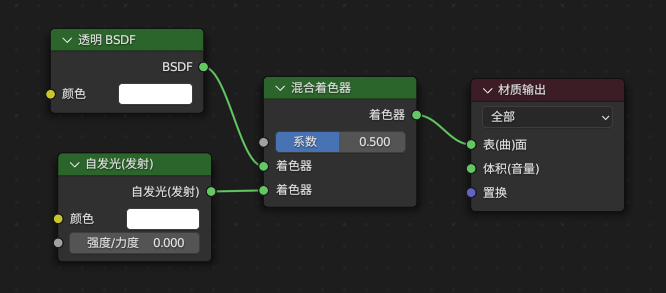 透明 BSDF
BSDF
颜色
自发光(发射)
自发光(发射)
颜色
强度/力度 0.000
混合着色器
着色器
系数 0.500
着色器
着色器
材质输出
全部
表(曲)面
体积(音量)
置换